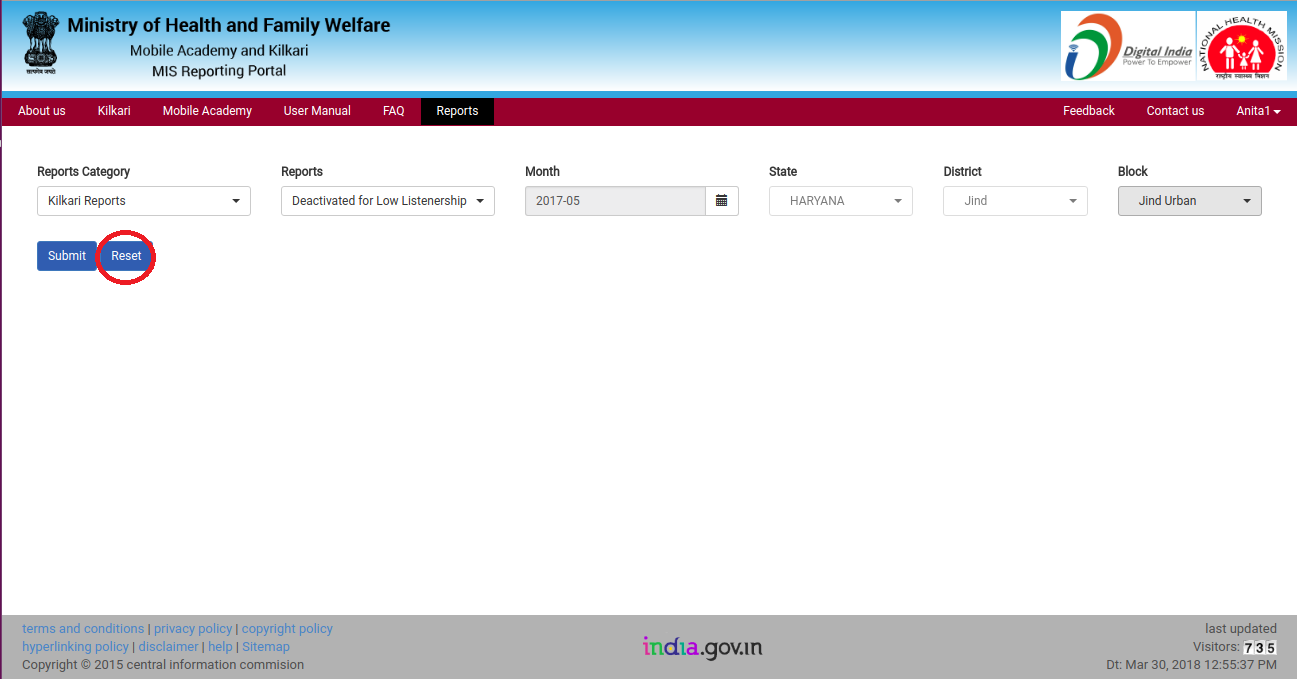 Ministry of Health and Family Welfare
Mobile Academy and Kilkari
MIS Reporting Portal
सत्यमेव जयते
Digital India
Power To Empower
NATIONAL HEALTH MISSION
राष्ट्रीय स्वास्थ्य मिशन
About us Kilkari Mobile Academy User Manual FAQ Reports Feedback Contact us Anita1
Reports Category Reports Month State District Block
Kilkari Reports Deactivated for Low Listenership 2017-05 HARYANA Jind Jind Urban
Submit Reset
terms and conditions | privacy policy | copyright policy
hyperlinking policy | disclaimer | help | Sitemap
Copyright © 2015 central information commision
india.gov.in
last updated
Visitors: 735
Dt: Mar 30, 2018 12:55:37 PM